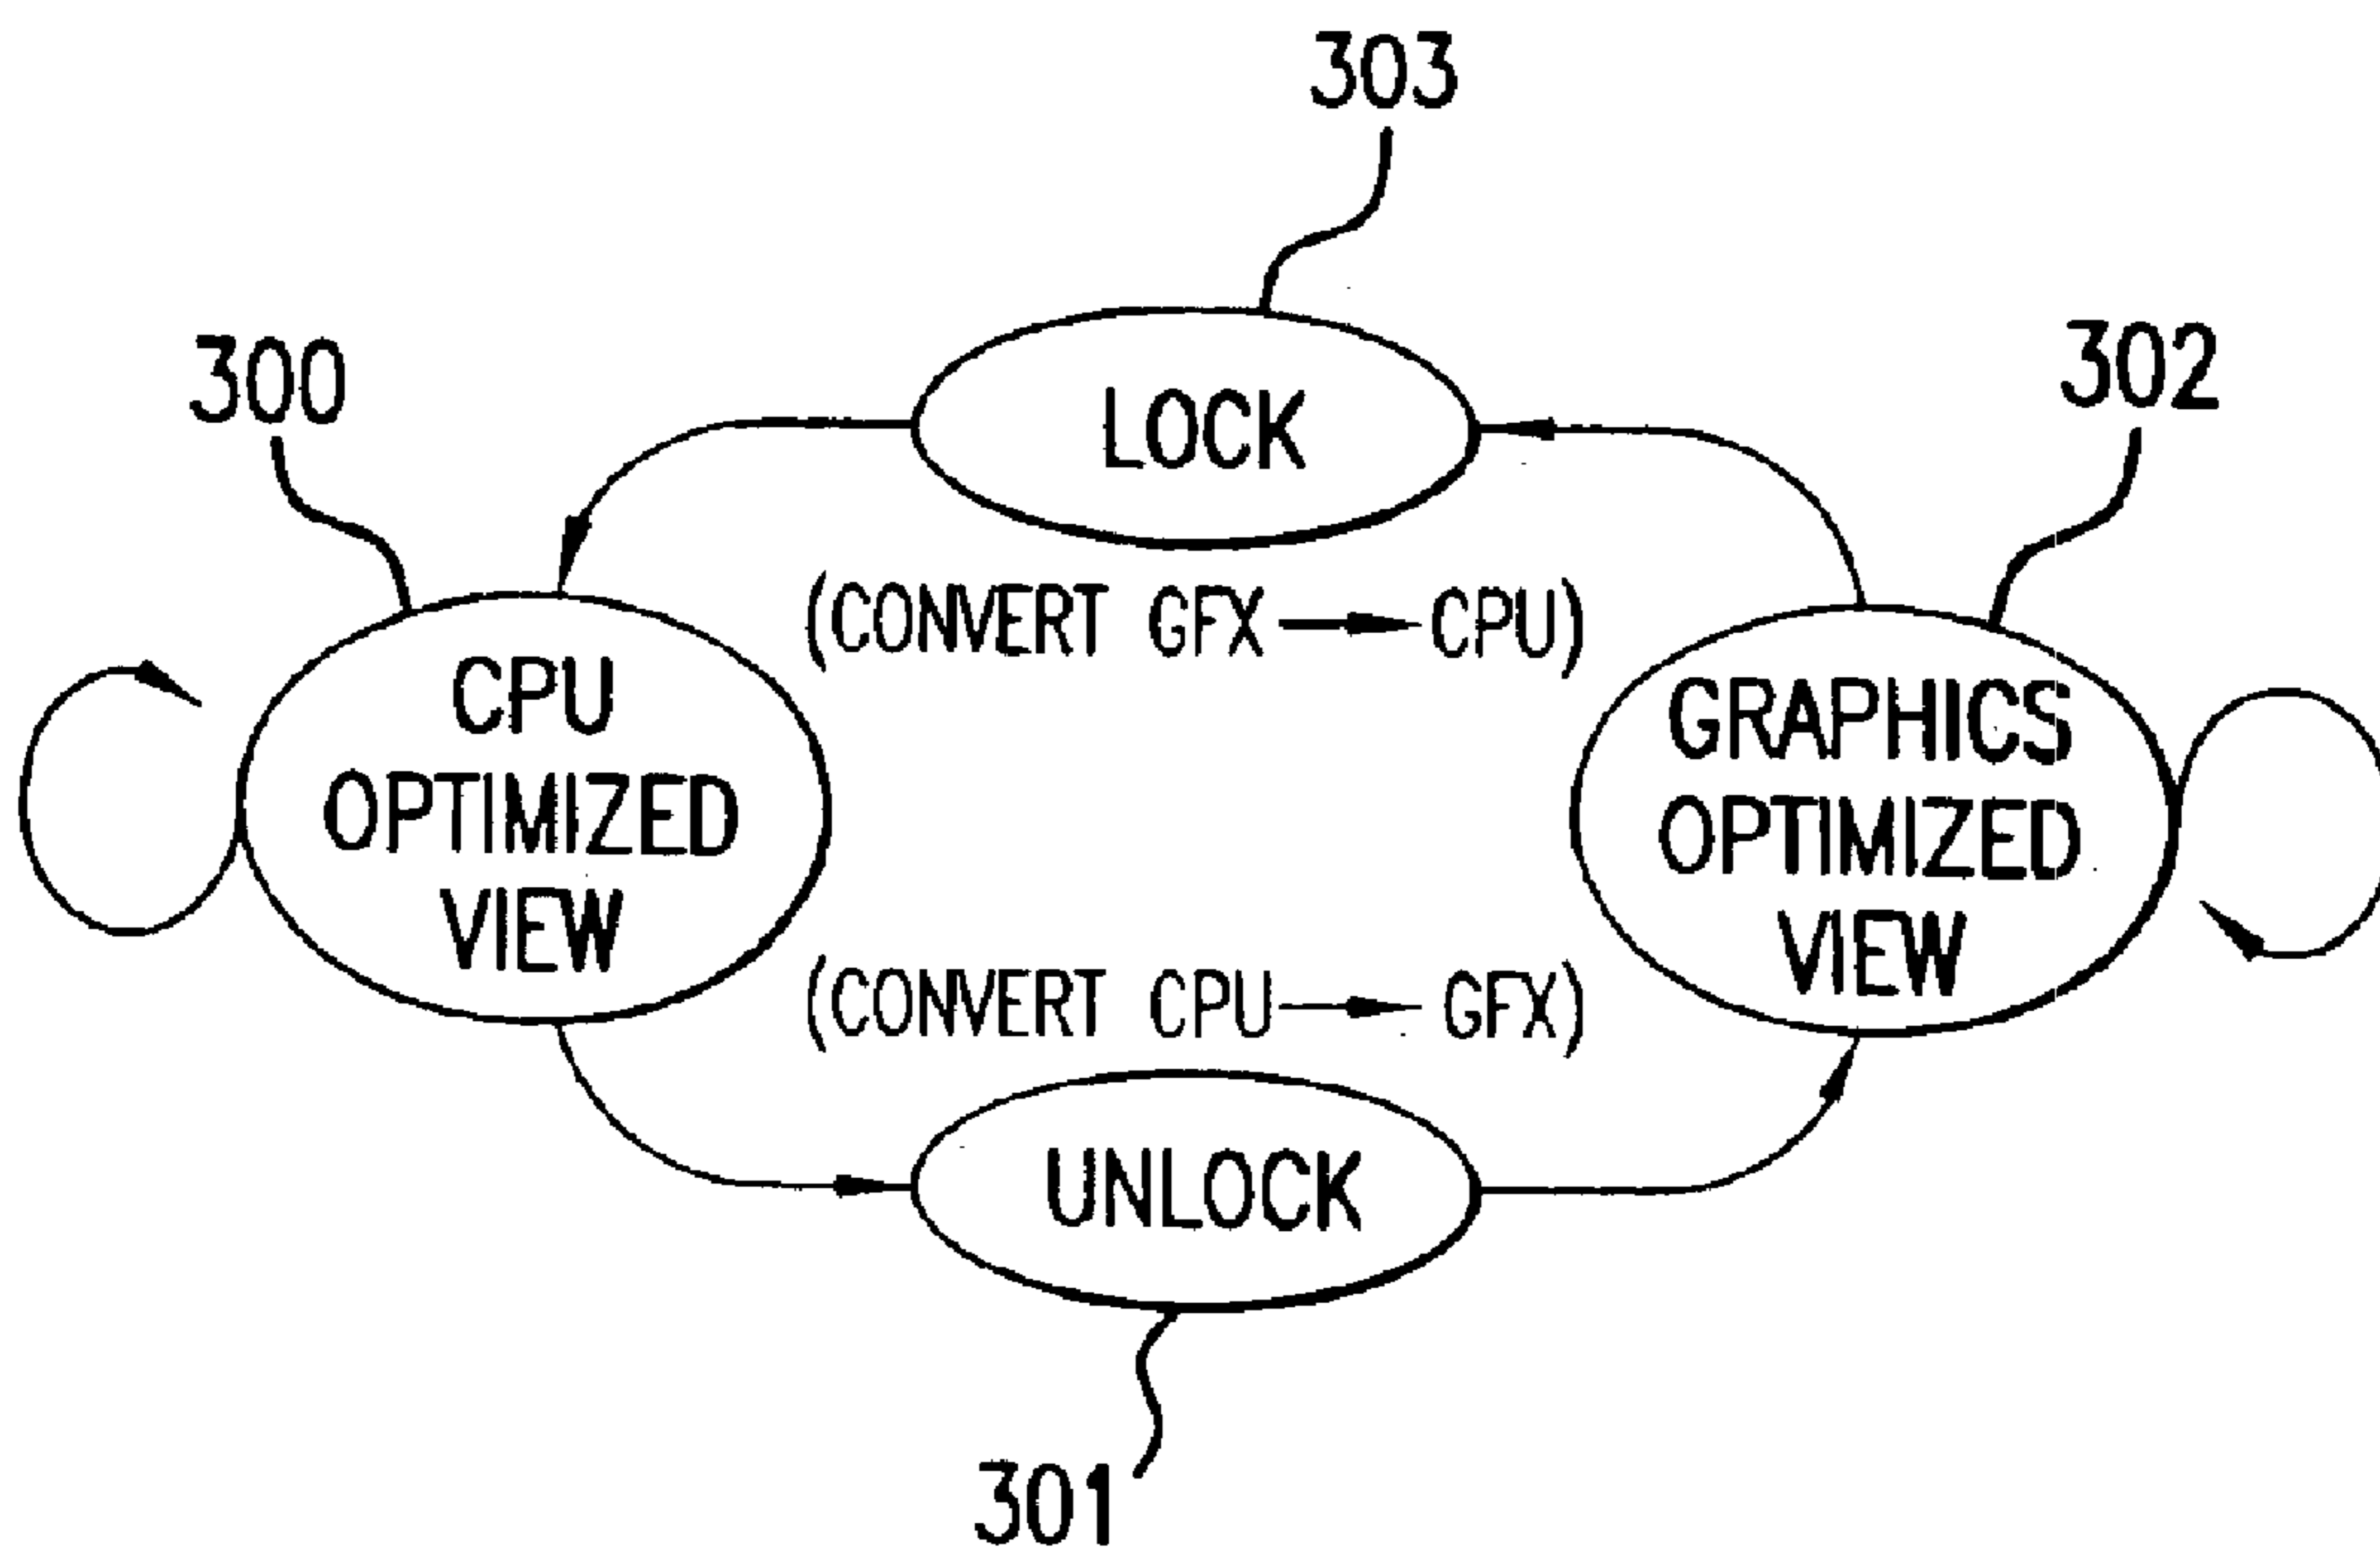 303
300
302
LOCK
(CONVERT GFX → CPU)
CPU
OPTIMIZED
VIEW
GRAPHICS
OPTIMIZED
VIEW
(CONVERT CPU → GFX)
UNLOCK
301